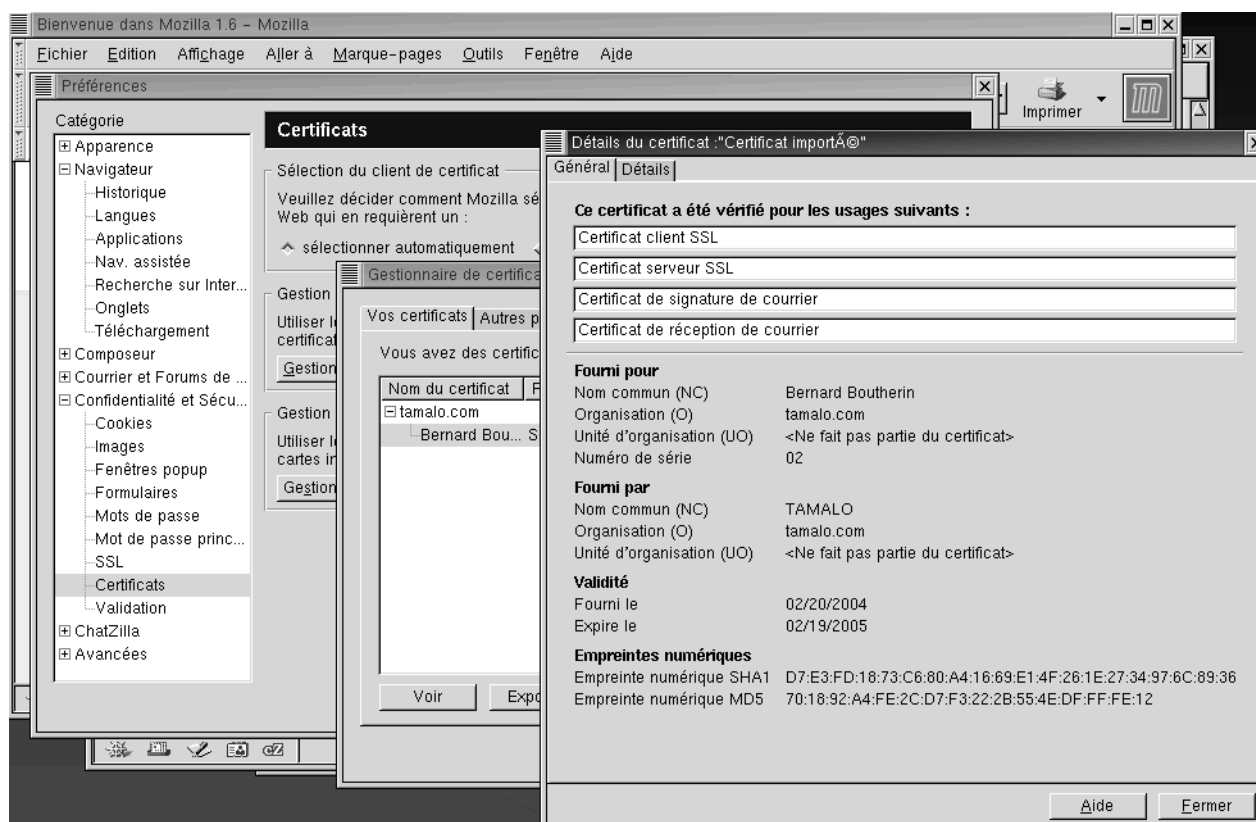 Bienvenue dans Mozilla 1.6 – Mozilla
Fichier Edition Affichage Aller à Marque-pages Outils Fenêtre Aide
Préférences
Imprimer
Catégorie
Apparence
Navigateur
Historique
Langues
Applications
Nav. assistée
Recherche sur Inter...
Onglets
Téléchargement
Composeur
Courrier et Forums de ...
Confidentialité et Sécu...
Cookies
Images
Fenêtres popup
Formulaires
Mots de passe
Mot de passe princ...
SSL
Certificats
Validation
ChatZilla
Avancées
Certificats
Sélection du client de certificat
Veuillez décider comment Mozilla sé
Web qui en requièrent un :
sélectionner automatiquement
Gestion
Utiliser le
certificat
Gestion
Gestion
Utiliser le
cartes in
Gestion
Gestionnaire de certifica
Vos certificats Autres p
Vous avez des certific
Nom du certificat F
tamalo.com
Bernard Bou... S
Voir Expo
Détails du certificat :"Certificat importÃ©"
Général Détails
Ce certificat a été vérifié pour les usages suivants :
Certificat client SSL
Certificat serveur SSL
Certificat de signature de courrier
Certificat de réception de courrier
Fourni pour
Nom commun (NC) Bernard Boutherin
Organisation (O) tamalo.com
Unité d'organisation (UO) <Ne fait pas partie du certificat>
Numéro de série 02
Fourni par
Nom commun (NC) TAMALO
Organisation (O) tamalo.com
Unité d'organisation (UO) <Ne fait pas partie du certificat>
Validité
Fourni le 02/20/2004
Expire le 02/19/2005
Empreintes numériques
Empreinte numérique SHA1 D7:E3:FD:18:73:C6:80:A4:16:69:E1:4F:26:1E:27:34:97:6C:89:36
Empreinte numérique MD5 70:18:92:A4:FE:2C:D7:F3:22:2B:55:4E:DF:FF:FE:12
Aide Fermer